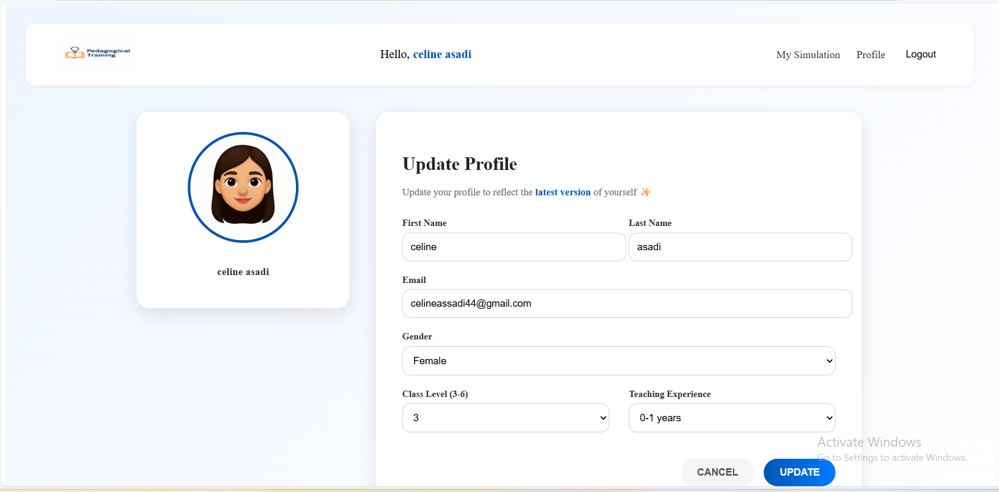 Pedagogical
Training
Hello, celine asadi
My Simulation
Profile
Logout
celine asadi
Update Profile
Update your profile to reflect the latest version of yourself ✨
First Name
Last Name
celine
asadi
Email
celineassadi44@gmail.com
Gender
Female
Class Level (3-6)
Teaching Experience
3
0-1 years
CANCEL
UPDATE
Activate Windows
Go to Settings to activate Windows.